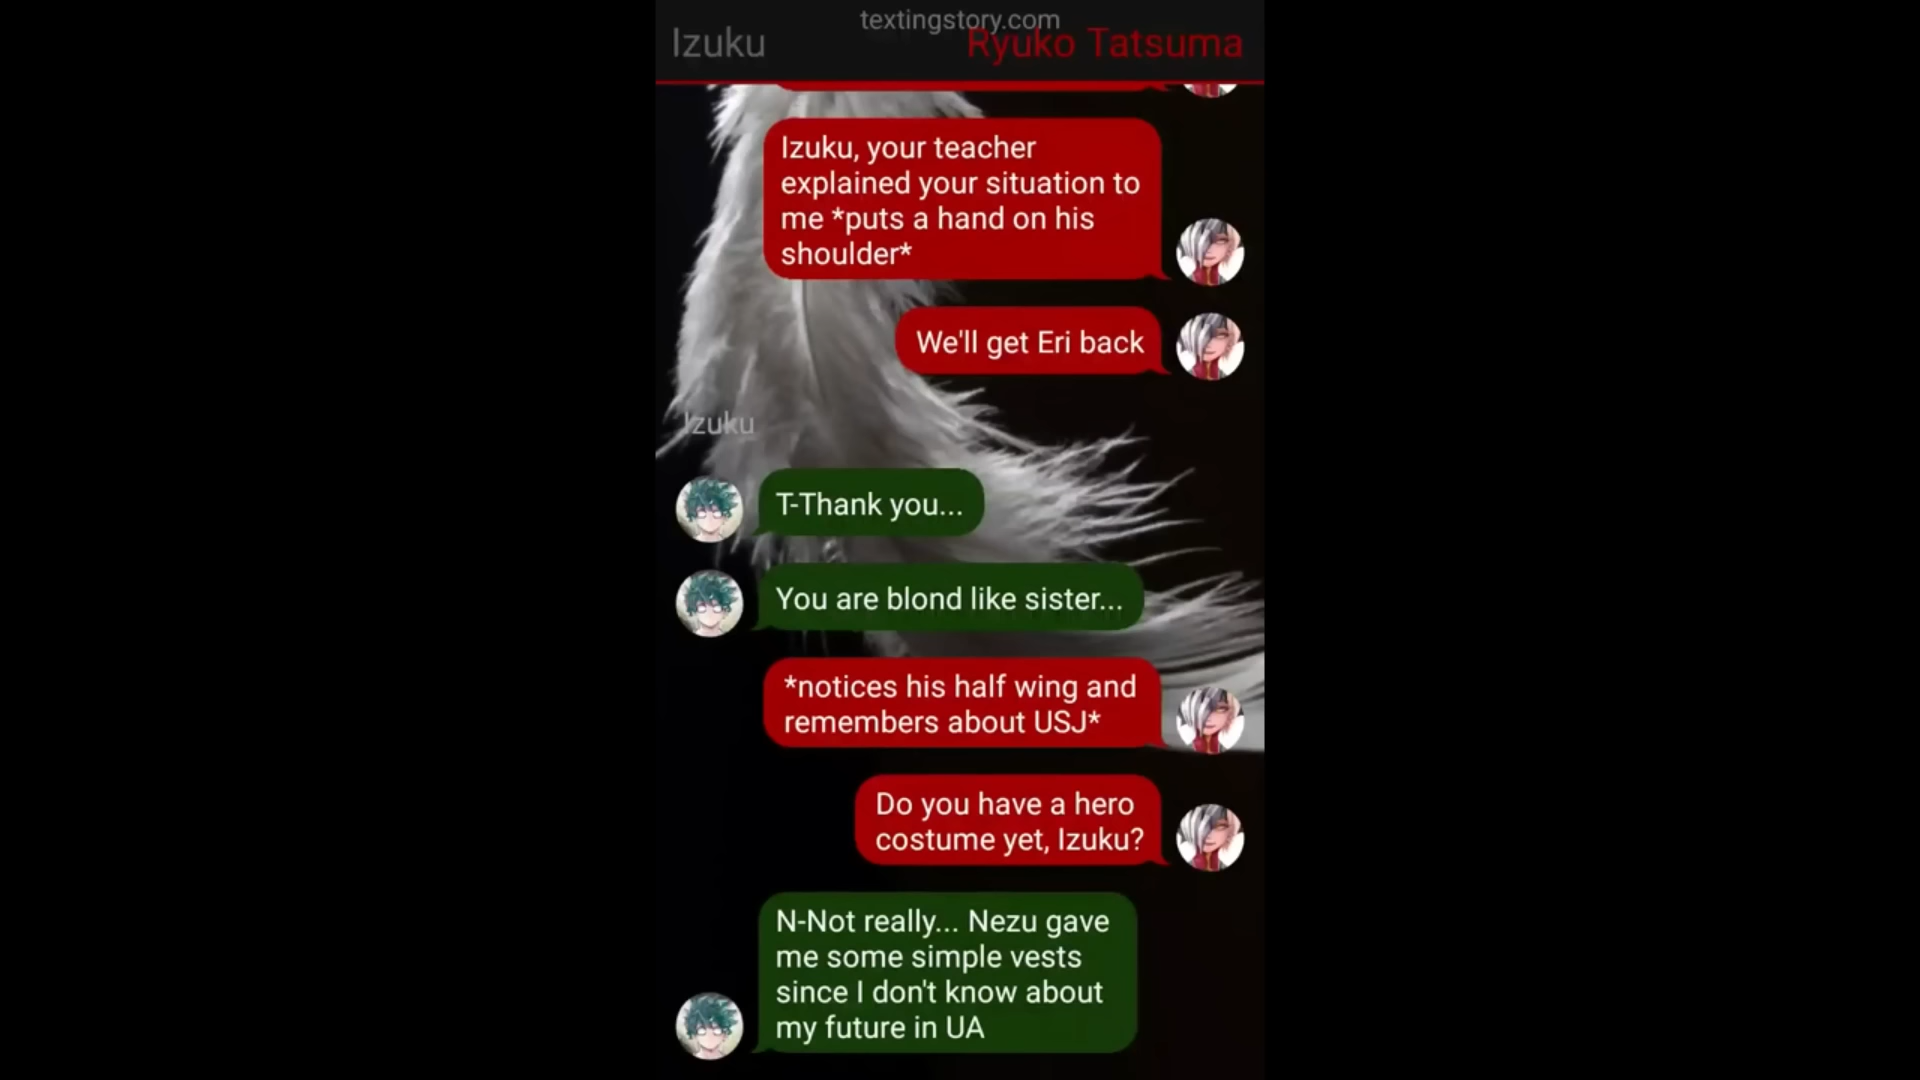 textingstory.com
Izuku
Ryuko Tatsuma
Izuku, your teacher
explained your situation to
me *puts a hand on his
shoulder*
We'll get Eri back
Izuku
T-Thank you...
You are blond like sister...
*notices his half wing and
remembers about USJ*
Do you have a hero
costume yet, Izuku?
N-Not really... Nezu gave
me some simple vests
since I don't know about
my future in UA